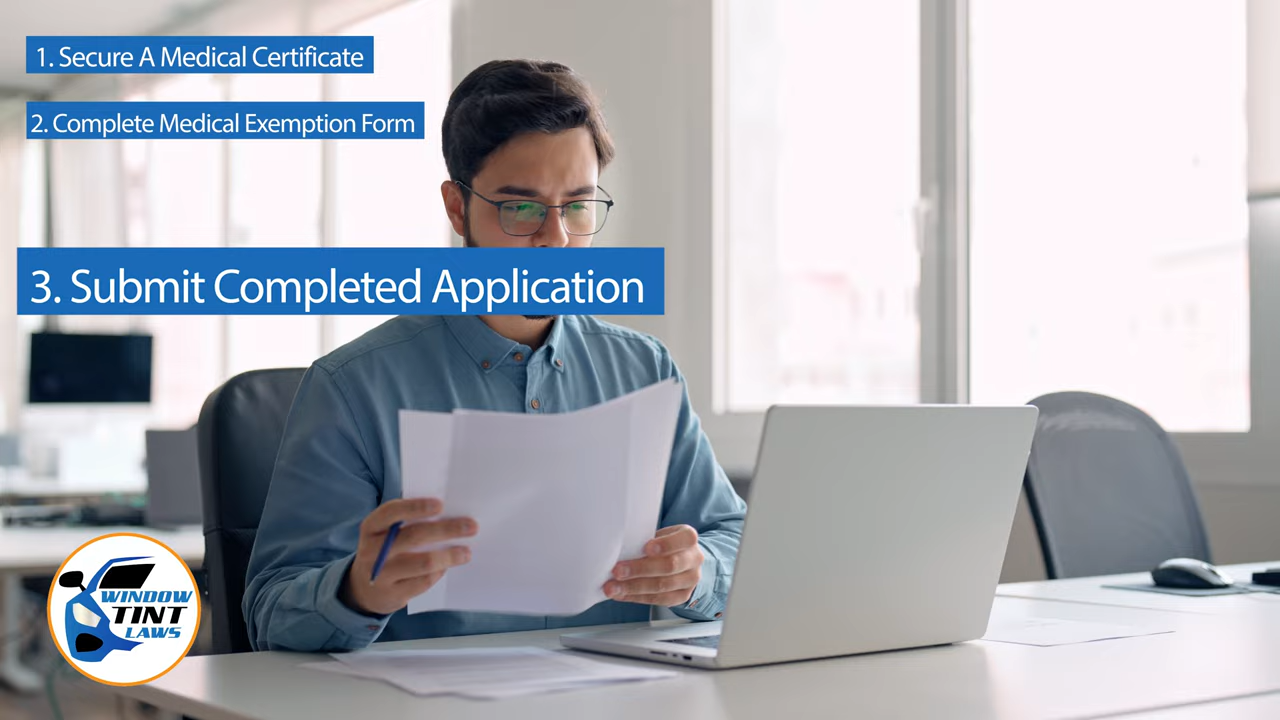 1. Secure A Medical Certificate
2. Complete Medical Exemption Form
3. Submit Completed Application
WINDOW
TINT
LAWS